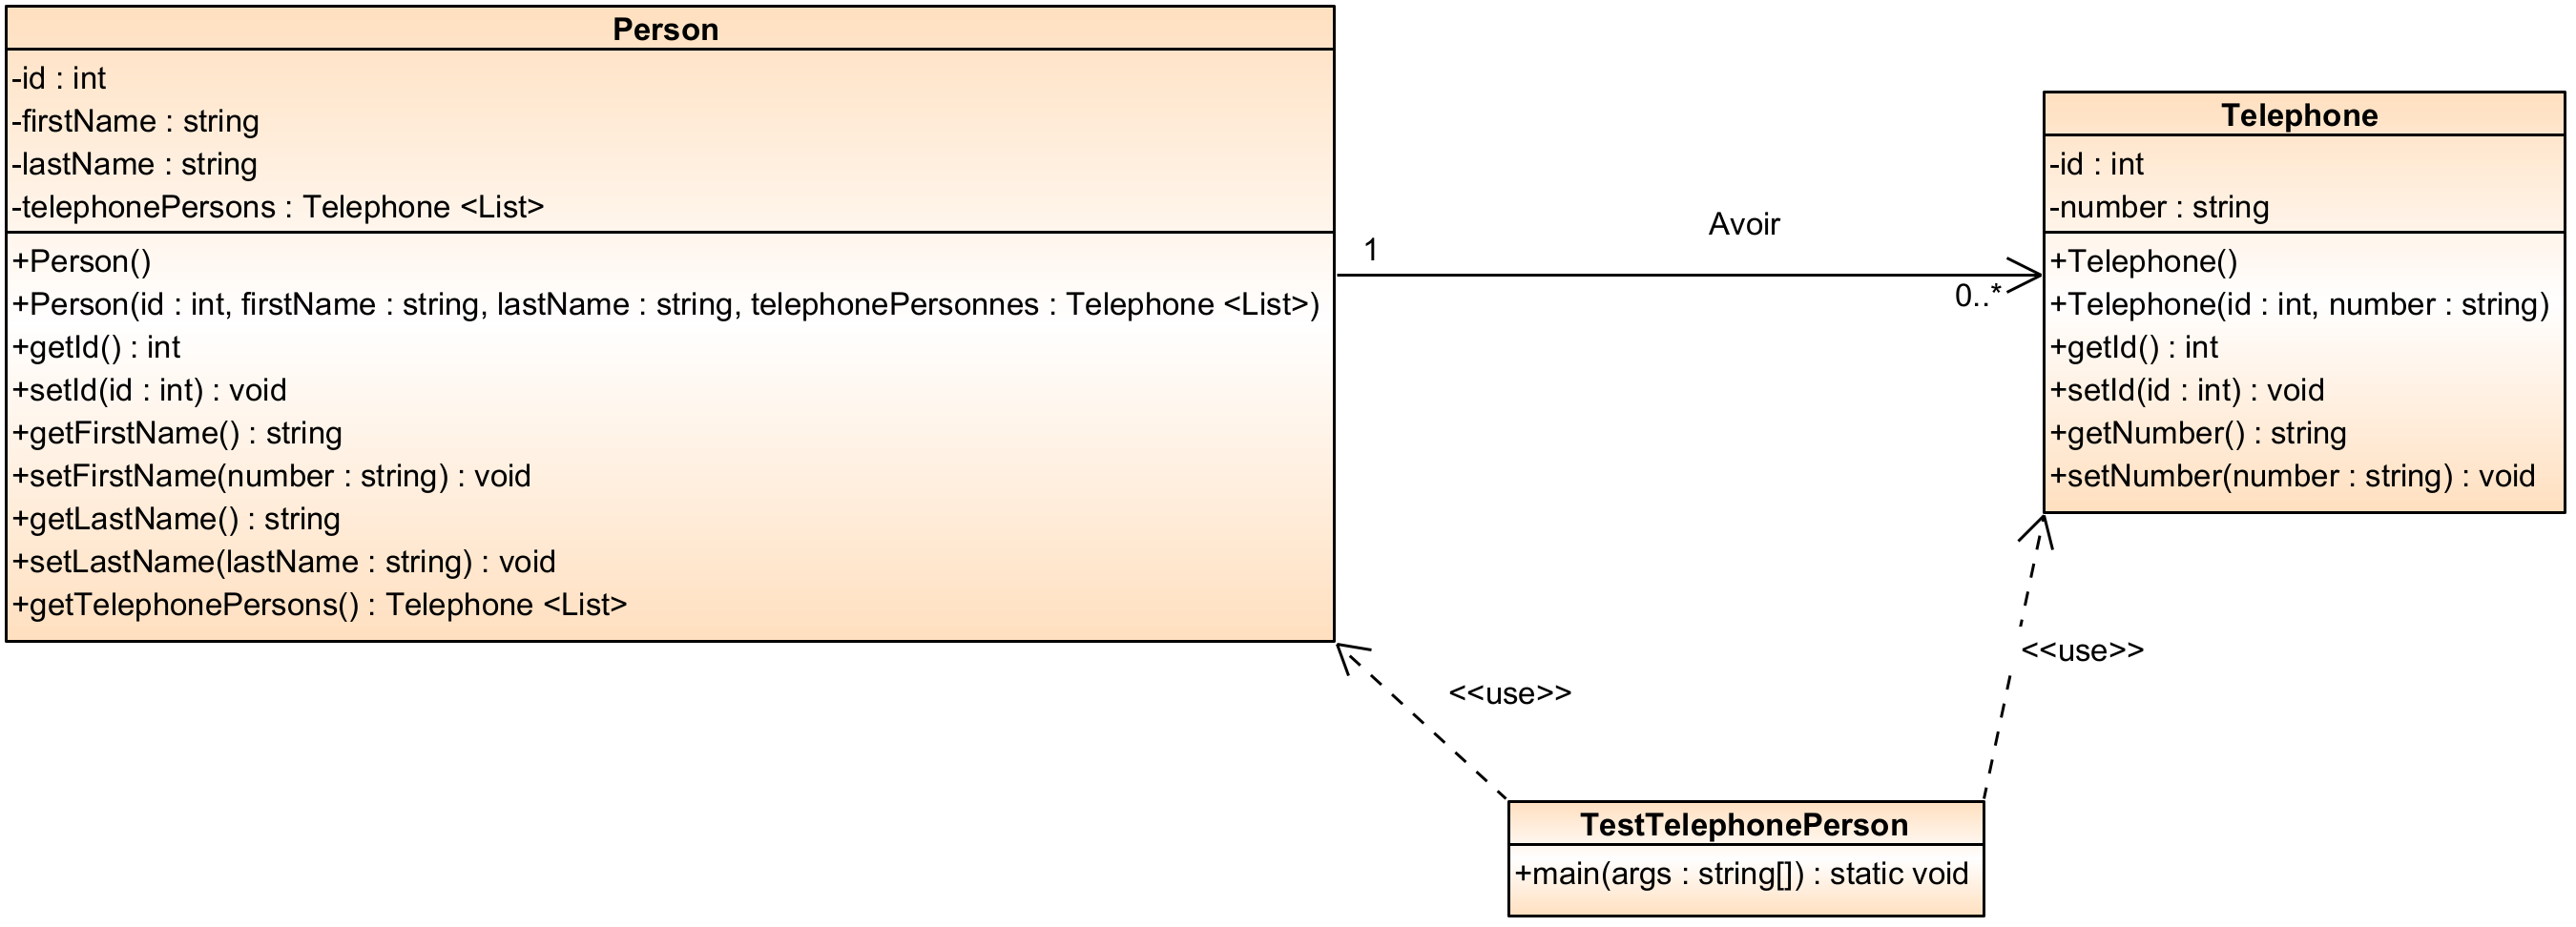 Person
-id : int
-firstName : string
-lastName : string
-telephonePersons : Telephone <List>
+Person()
+Person(id : int, firstName : string, lastName : string, telephonePersonnes : Telephone <List>)
+getId() : int
+setId(id : int) : void
+getFirstName() : string
+setFirstName(number : string) : void
+getLastName() : string
+setLastName(lastName : string) : void
+getTelephonePersons() : Telephone <List>
Avoir
1
0..*
Telephone
-id : int
-number : string
+Telephone()
+Telephone(id : int, number : string)
+getId() : int
+setId(id : int) : void
+getNumber() : string
+setNumber(number : string) : void
<<use>>
<<use>>
TestTelephonePerson
+main(args : string[]) : static void